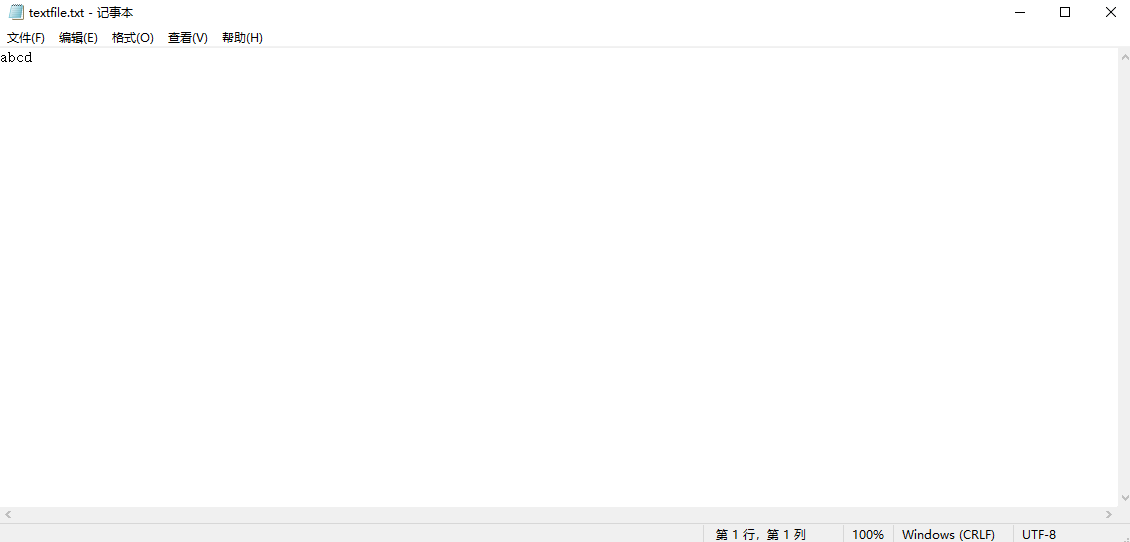 textfile.txt - 记事本
文件(F) 编辑(E) 格式(O) 查看(V) 帮助(H)
abcd
第 1 行，第 1 列 100% Windows (CRLF) UTF-8